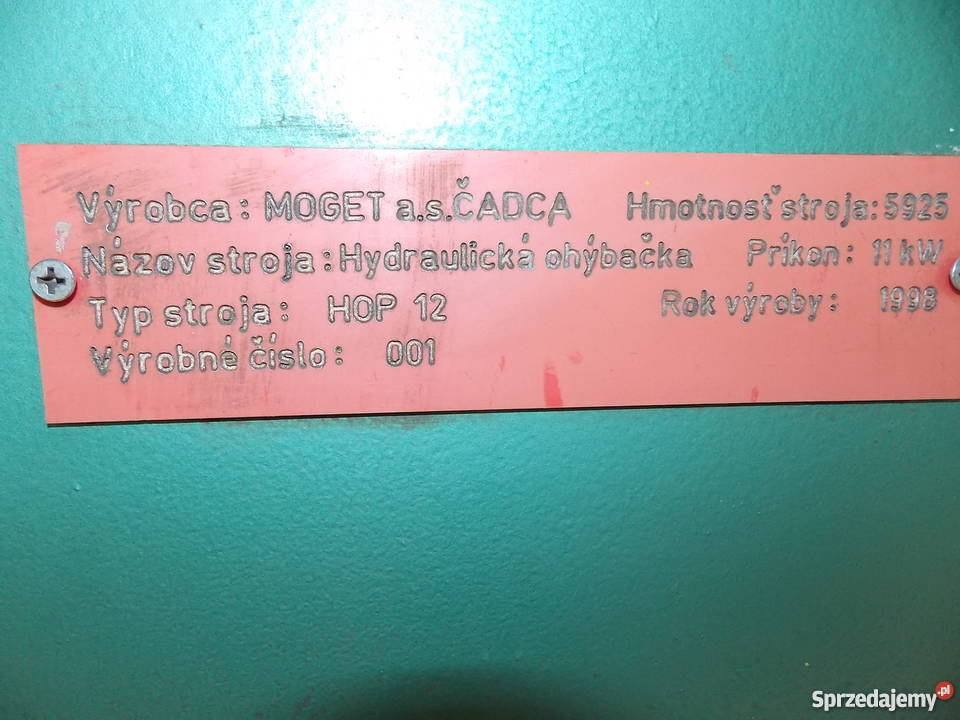 Výrobca: MOGET a.s. ČADCA Hmotnosť stroja: 5925
Názov stroja: Hydraulická ohýbačka Príkon: 11 kW
Typ stroja: HOP 12 Rok výroby: 1998
Výrobné číslo: 001
Sprzedajemy.pl